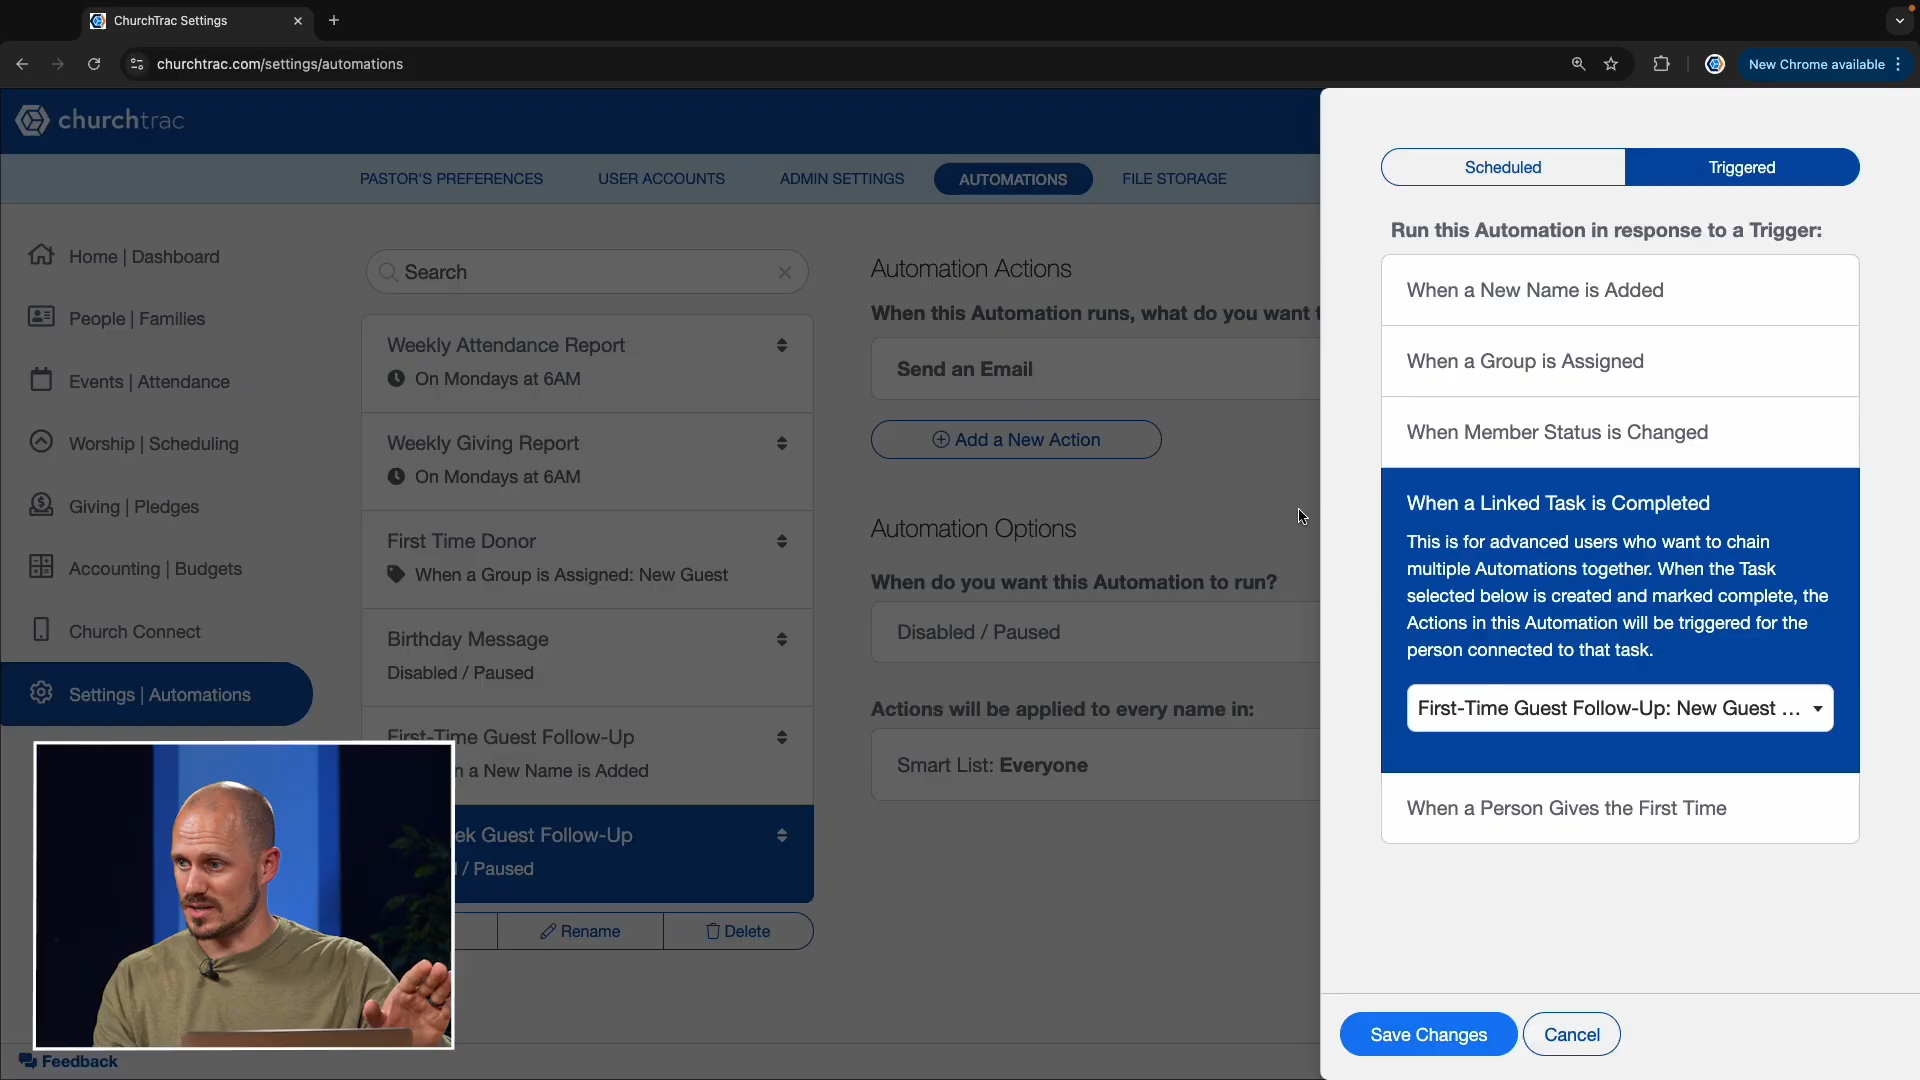 ChurchTrac Settings
churchtrac.com/settings/automations
New Chrome available
churchtrac
PASTOR'S PREFERENCES
USER ACCOUNTS
ADMIN SETTINGS
AUTOMATIONS
FILE STORAGE
Home | Dashboard
People | Families
Events | Attendance
Worship | Scheduling
Giving | Pledges
Accounting | Budgets
Church Connect
Settings | Automations
Feedback
Search
Weekly Attendance Report
On Mondays at 6AM
Weekly Giving Report
On Mondays at 6AM
First Time Donor
When a Group is Assigned: New Guest
Birthday Message
Disabled / Paused
First-Time Guest Follow-Up
n a New Name is Added
ek Guest Follow-Up
/ Paused
Rename
Delete
Automation Actions
When this Automation runs, what do you want
Send an Email
Add a New Action
Automation Options
When do you want this Automation to run?
Disabled / Paused
Actions will be applied to every name in:
Smart List: Everyone
Scheduled
Triggered
Run this Automation in response to a Trigger:
When a New Name is Added
When a Group is Assigned
When Member Status is Changed
When a Linked Task is Completed
This is for advanced users who want to chain
multiple Automations together. When the Task
selected below is created and marked complete, the
Actions in this Automation will be triggered for the
person connected to that task.
First-Time Guest Follow-Up: New Guest ...
When a Person Gives the First Time
Save Changes
Cancel